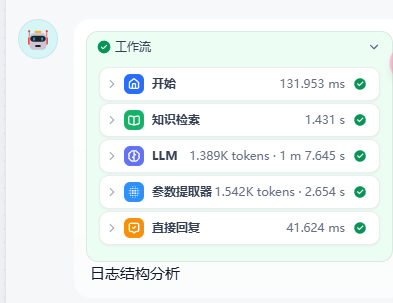 工作流
开始 131.953 ms
知识检索 1.431 s
LLM 1.389K tokens · 1 m 7.645 s
参数提取器 1.542K tokens · 2.654 s
直接回复 41.624 ms
日志结构分析